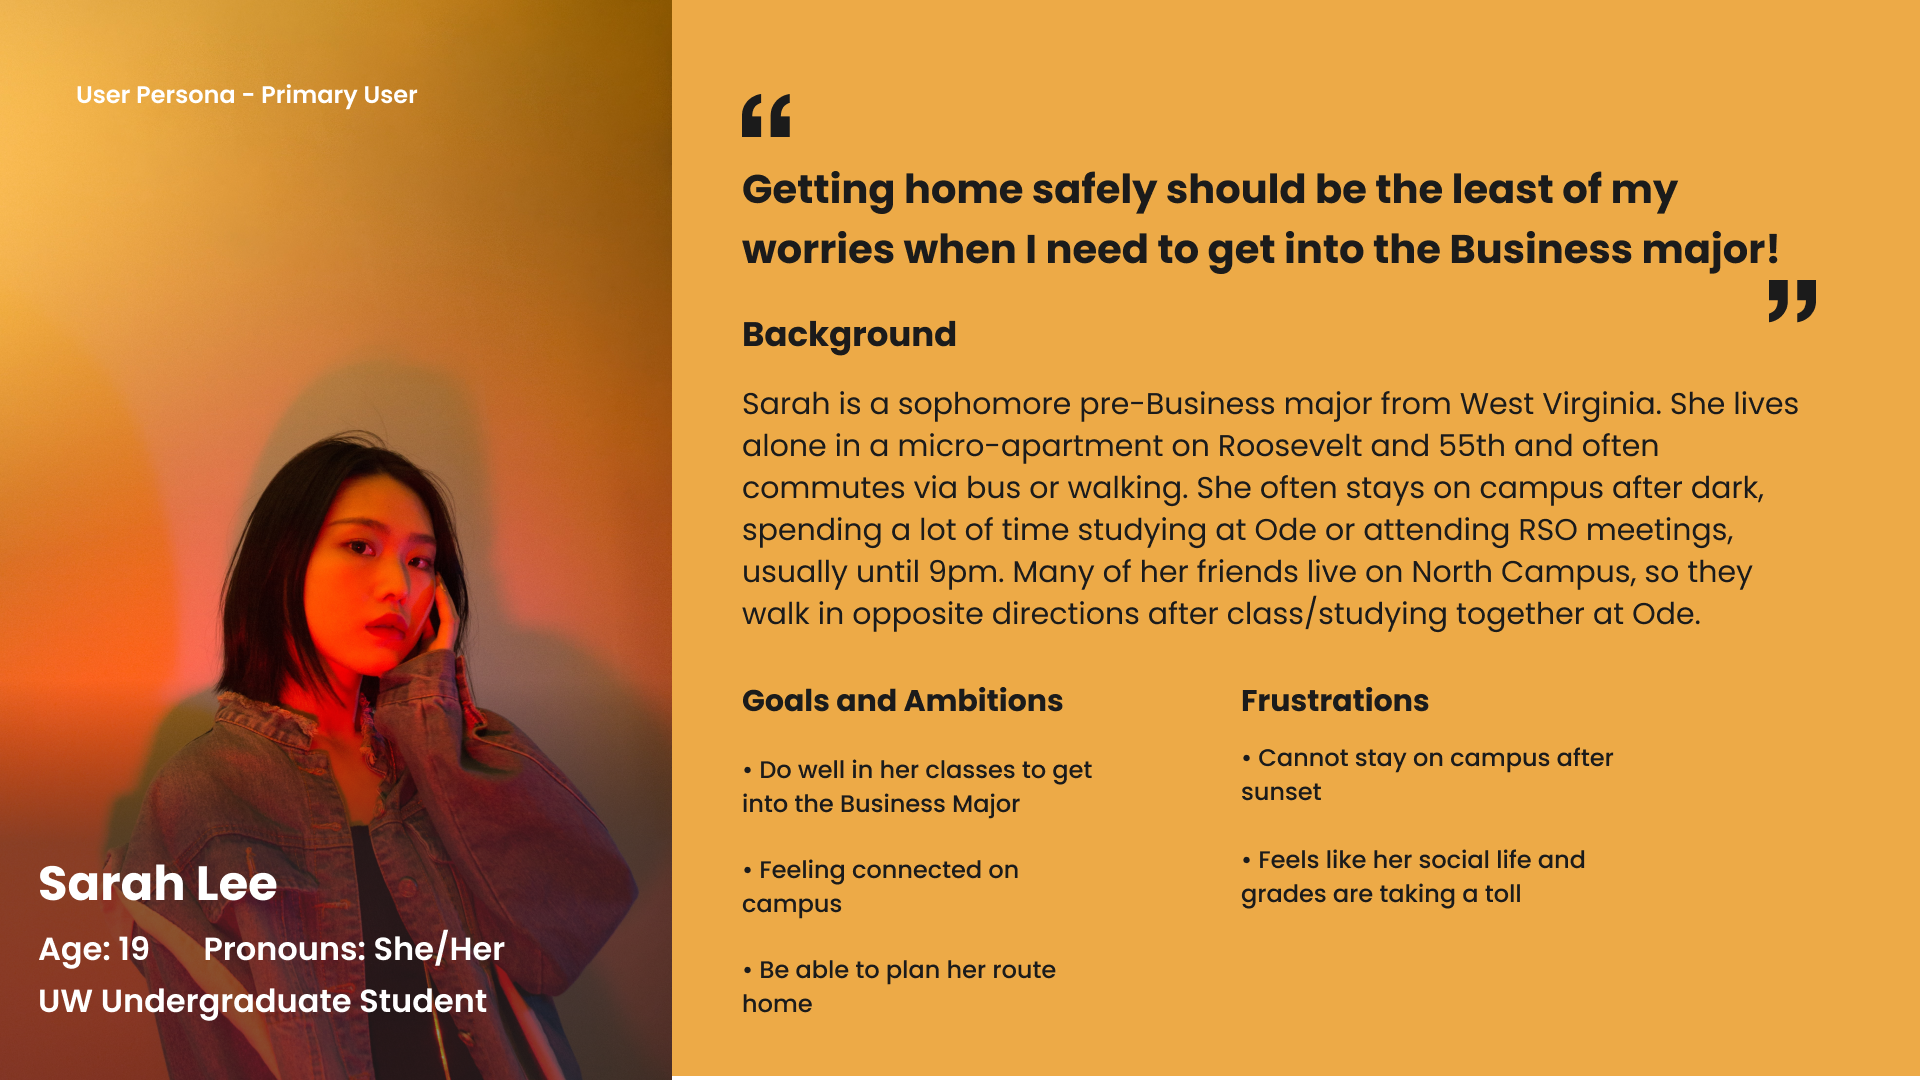 User Persona - Primary User
Sarah Lee
Age: 19 Pronouns: She/Her
UW Undergraduate Student
“
Getting home safely should be the least of my
worries when I need to get into the Business major!
”
Background
Sarah is a sophomore pre-Business major from West Virginia. She lives
alone in a micro-apartment on Roosevelt and 55th and often
commutes via bus or walking. She often stays on campus after dark,
spending a lot of time studying at Ode or attending RSO meetings,
usually until 9pm. Many of her friends live on North Campus, so they
walk in opposite directions after class/studying together at Ode.
Goals and Ambitions
• Do well in her classes to get
into the Business Major
• Feeling connected on
campus
• Be able to plan her route
home
Frustrations
• Cannot stay on campus after
sunset
• Feels like her social life and
grades are taking a toll